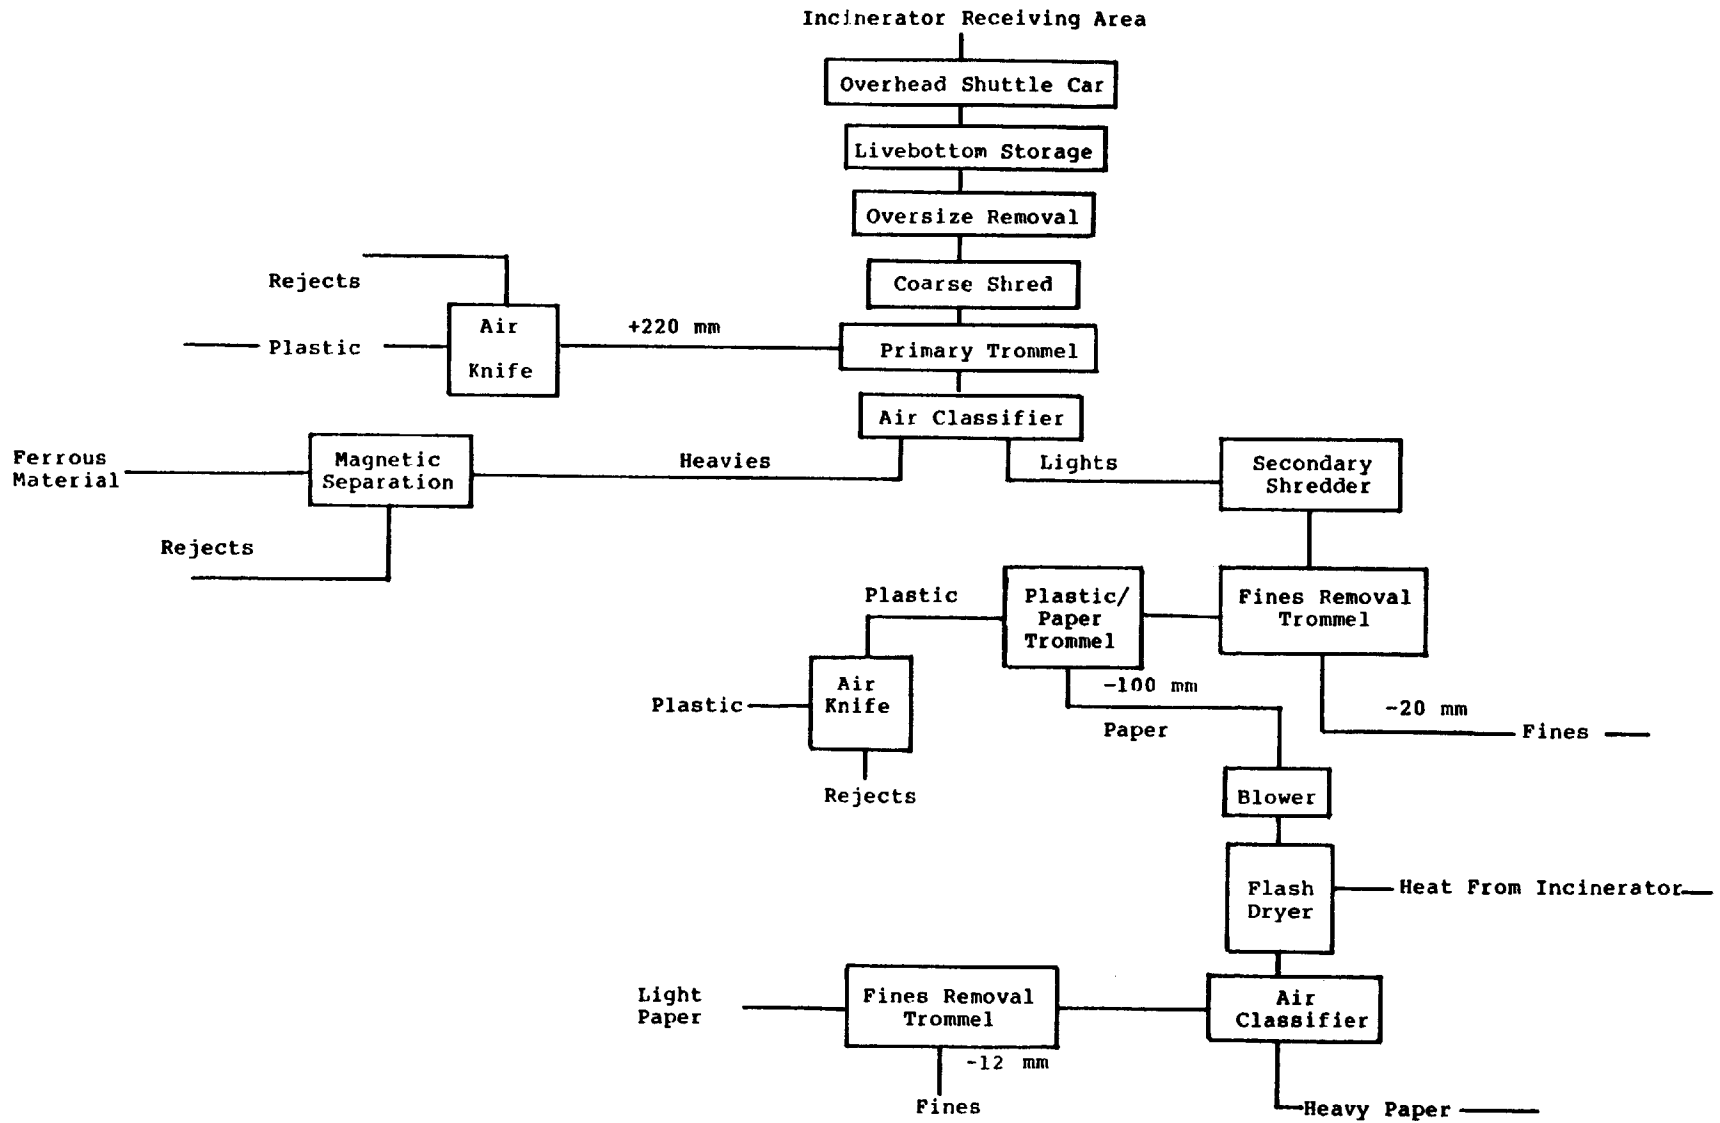 Incinerator Receiving Area
Overhead Shuttle Car
Livebottom Storage
Oversize Removal
Coarse Shred
Rejects
Air
Knife
+220 mm
Plastic
Primary Trommel
Air Classifier
Ferrous
Material
Magnetic
Separation
Heavies
Lights
Secondary
Shredder
Rejects
Plastic
Plastic/
Paper
Trommel
Fines Removal
Trommel
Air
Knife
Plastic
-100 mm
Paper
-20 mm
Fines
Rejects
Blower
Flash
Dryer
Heat From Incinerator
Light
Paper
Fines Removal
Trommel
Air
Classifier
-12 mm
Fines
Heavy Paper